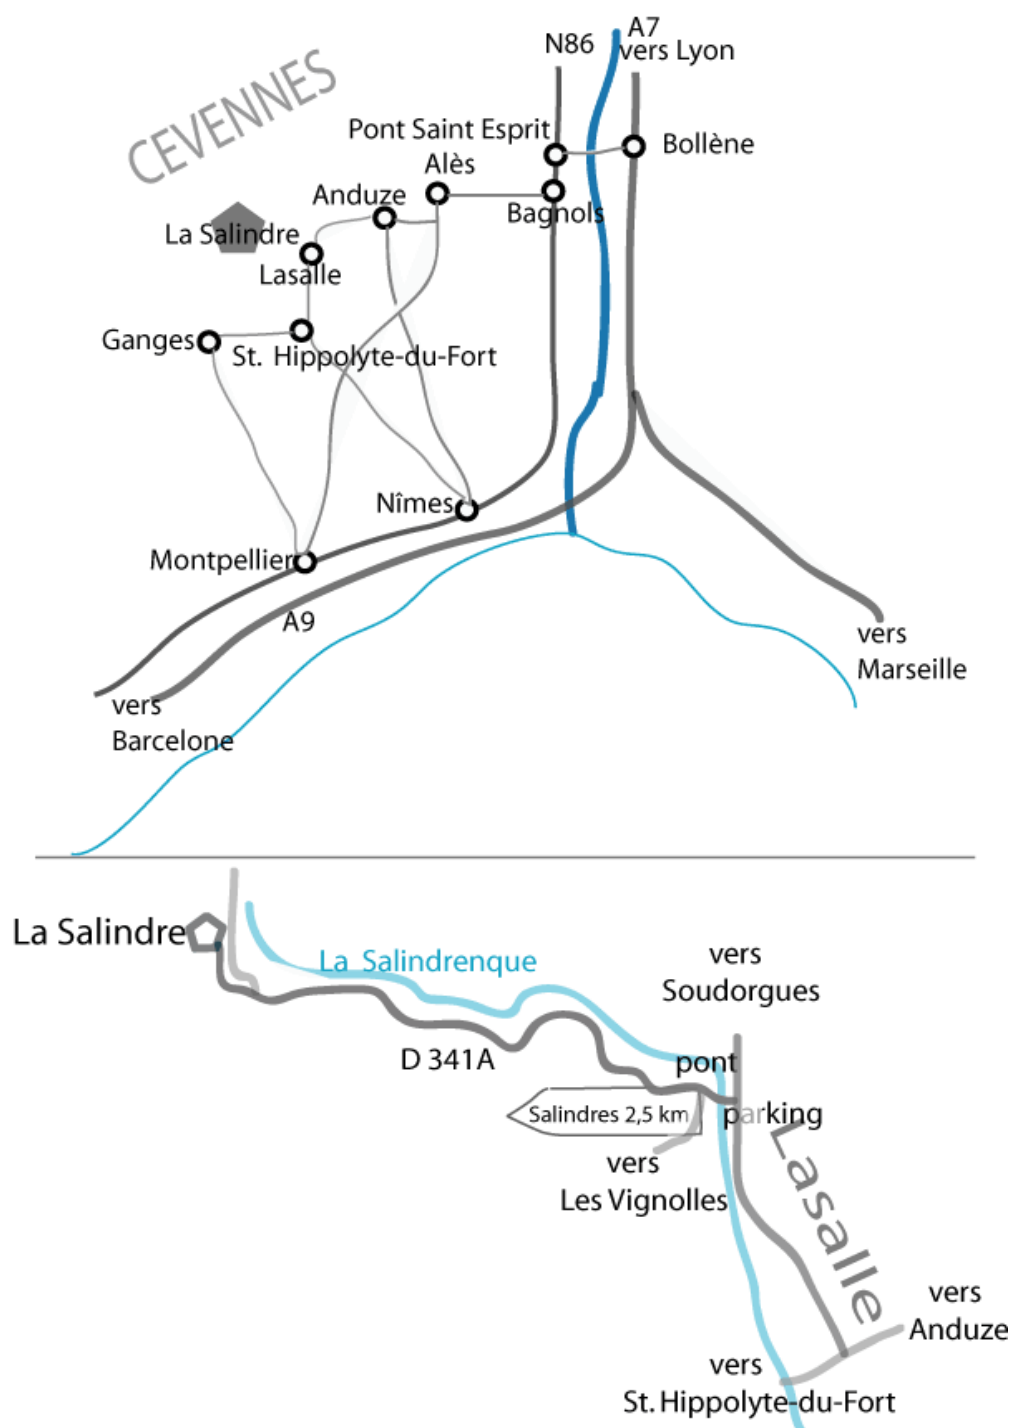 A7
N86
vers Lyon
CEVENNES
Pont Saint Esprit
Bollène
Alès
Anduze
Bagnols
La Salindre
Lasalle
Ganges
St. Hippolyte-du-Fort
Nîmes
Montpellier
A9
vers
Marseille
vers
Barcelone
La Salindre
La Salindrenque
vers
Soudorgues
D 341A
pont
Salindres 2,5 km
parking
vers
Les Vignolles
Lasalle
vers
Anduze
vers
St. Hippolyte-du-Fort